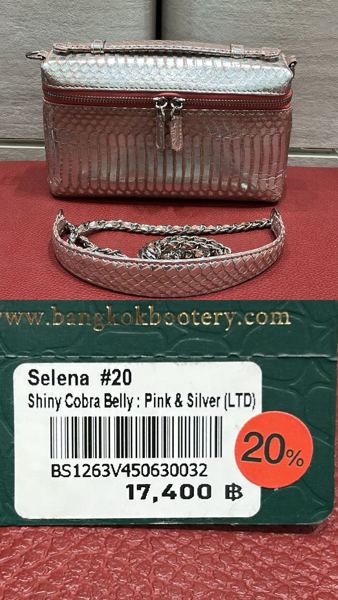 www.bangkokbootery.com
Selena #20
Shiny Cobra Belly : Pink & Silver (LTD)
20%
BS1263V450630032
17,400 ฿